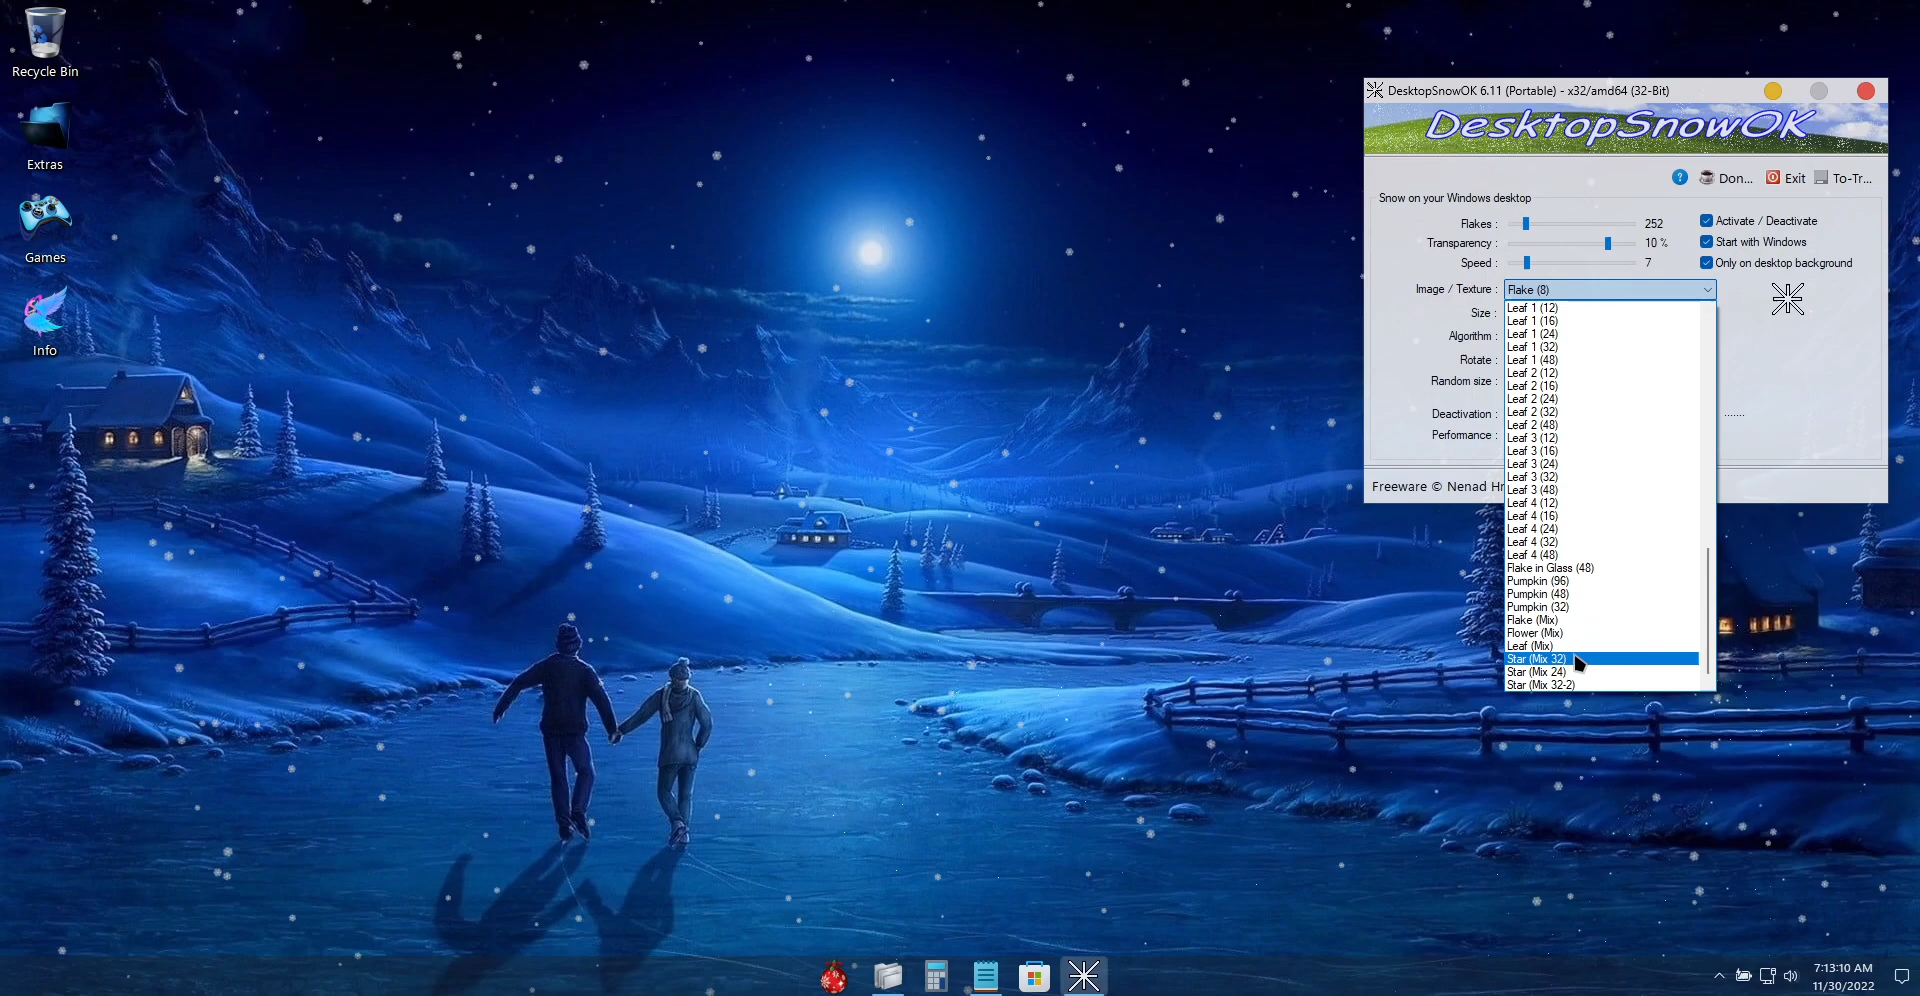 Recycle Bin
Extras
Games
Info
DesktopSnowOK 6.11 (Portable) - x32/amd64 (32-Bit)
DesktopSnowOK
? Don... Exit To-Tr...
Snow on your Windows desktop
Flakes : 252
Transparency : 10 %
Speed : 7
Activate / Deactivate
Start with Windows
Only on desktop background
Image / Texture : Flake (8)
Size :
Algorithm :
Rotate :
Random size :
Deactivation : .......
Performance :
Freeware © Nenad
Leaf 1 (12)
Leaf 1 (16)
Leaf 1 (24)
Leaf 1 (32)
Leaf 1 (48)
Leaf 2 (12)
Leaf 2 (16)
Leaf 2 (24)
Leaf 2 (32)
Leaf 2 (48)
Leaf 3 (12)
Leaf 3 (16)
Leaf 3 (24)
Leaf 3 (32)
Leaf 3 (48)
Leaf 4 (12)
Leaf 4 (16)
Leaf 4 (24)
Leaf 4 (32)
Leaf 4 (48)
Flake in Glass (48)
Pumpkin (96)
Pumpkin (48)
Pumpkin (32)
Flake (Mix)
Flower (Mix)
Leaf (Mix)
Star (Mix 32)
Star (Mix 24)
Star (Mix 32-2)
7:13:10 AM
11/30/2022